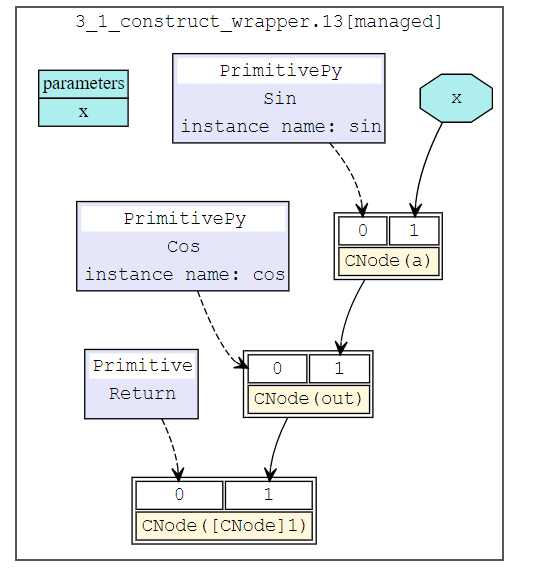 3_1_construct_wrapper.13[managed]
parameters
x
PrimitivePy
Sin
instance name: sin
x
0 1
CNode(a)
PrimitivePy
Cos
instance name: cos
0 1
CNode(out)
Primitive
Return
0 1
CNode([CNode]1)